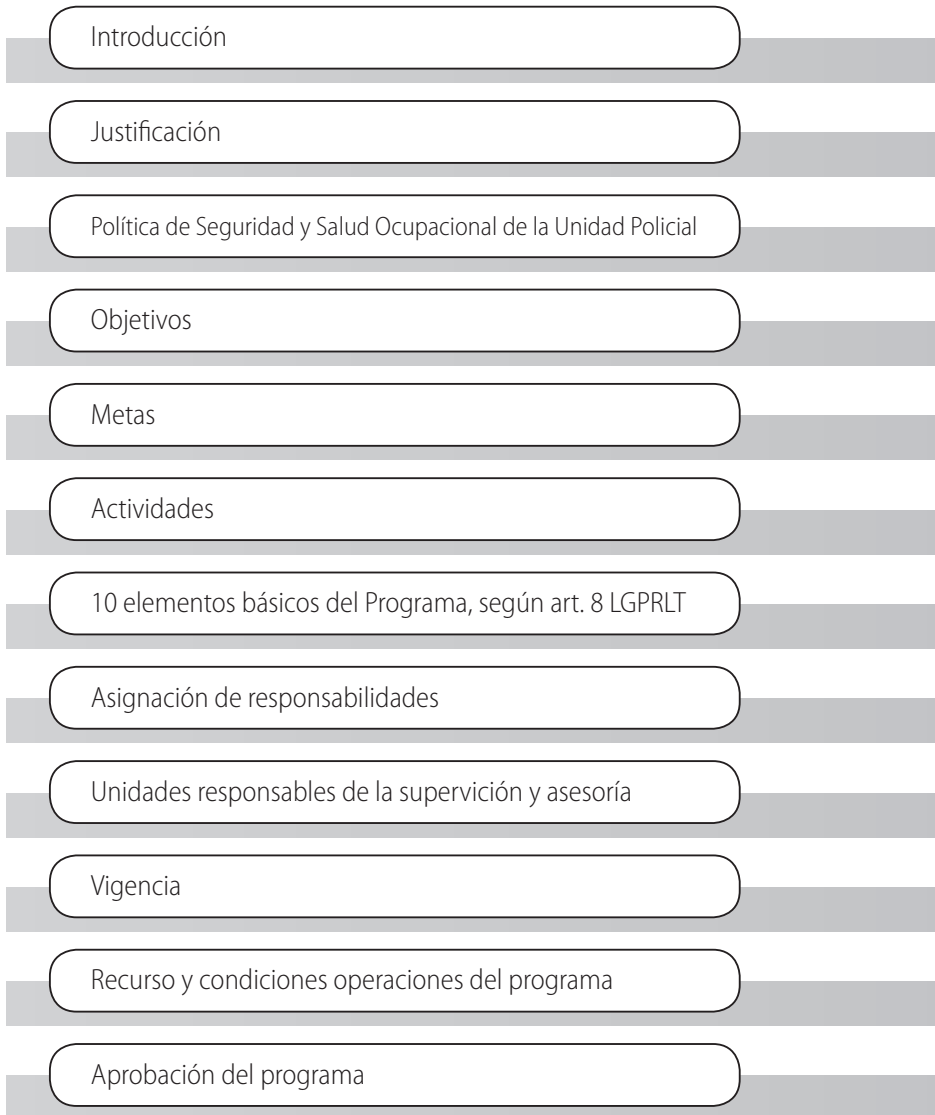 Introducción
Justificación
Política de Seguridad y Salud Ocupacional de la Unidad Policial
Objetivos
Metas
Actividades
10 elementos básicos del Programa, según art. 8 LGPRLT
Asignación de responsabilidades
Unidades responsables de la supervición y asesoría
Vigencia
Recurso y condiciones operaciones del programa
Aprobación del programa